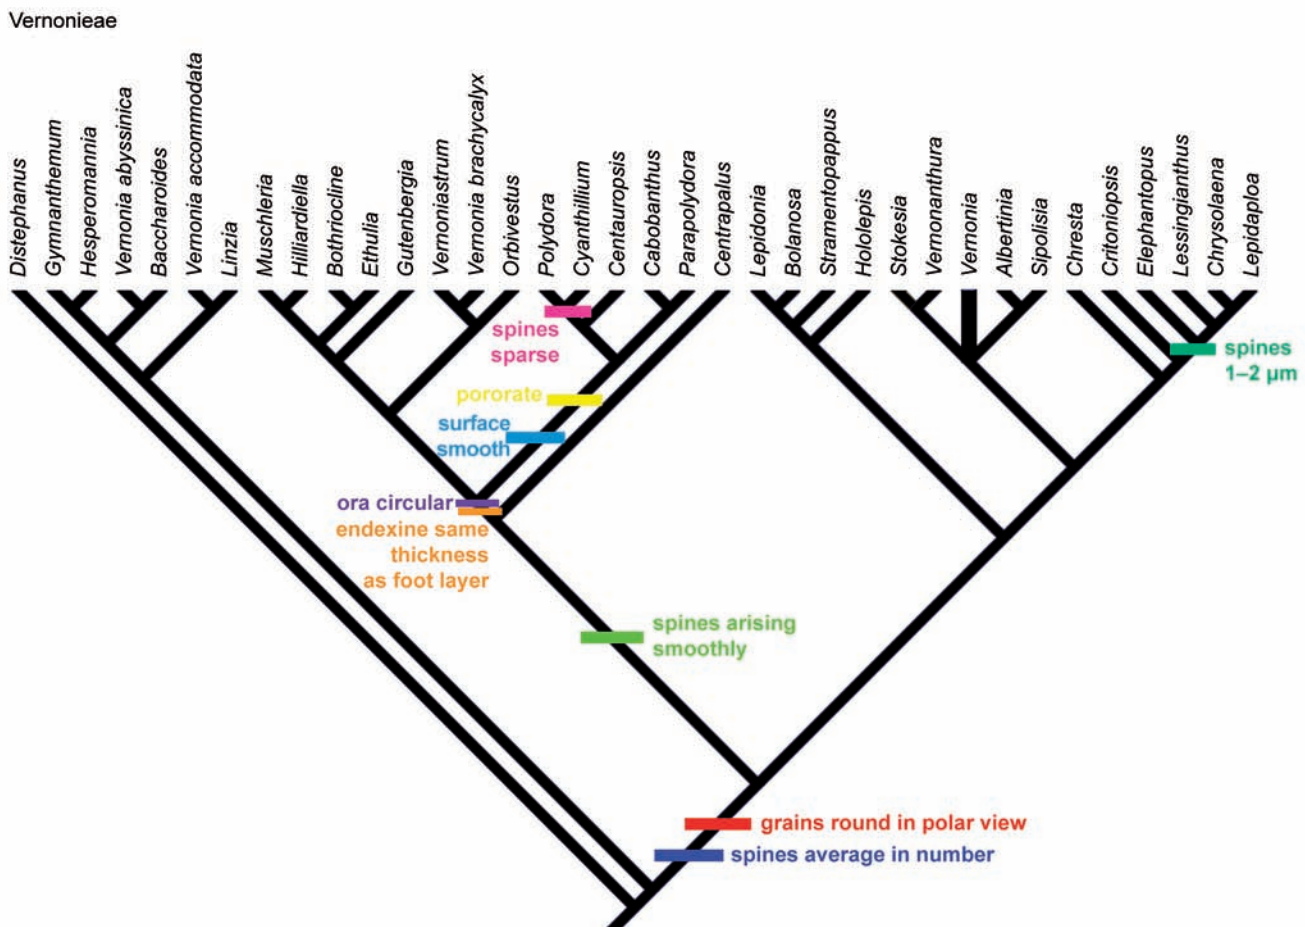 Vernonieae
Distephanus
Gymnanthemum
Hesperomannia
Vernonia abyssinica
Baccharoides
Vernonia accommodata
Linzia
Muschleria
Hilliardiella
Bothriocline
Ethulia
Gutenbergia
Vernoniastrum
Vernonia brachycalyx
Orbivestus
Polydora
Cyanthillium
Centauropsis
Cabobanthus
Parapolydora
Centrapalus
Lepidonia
Bolanosa
Stramentopappus
Hololepis
Stokesia
Vernonanthura
Vernonia
Albertinia
Sipolisia
Chresta
Critoniopsis
Elephantopus
Lessingianthus
Chrysolaena
Lepidaploa
spines
sparse
spines
1–2 µm
pororate
surface
smooth
ora circular
endexine same
thickness
as foot layer
spines arising
smoothly
grains round in polar view
spines average in number